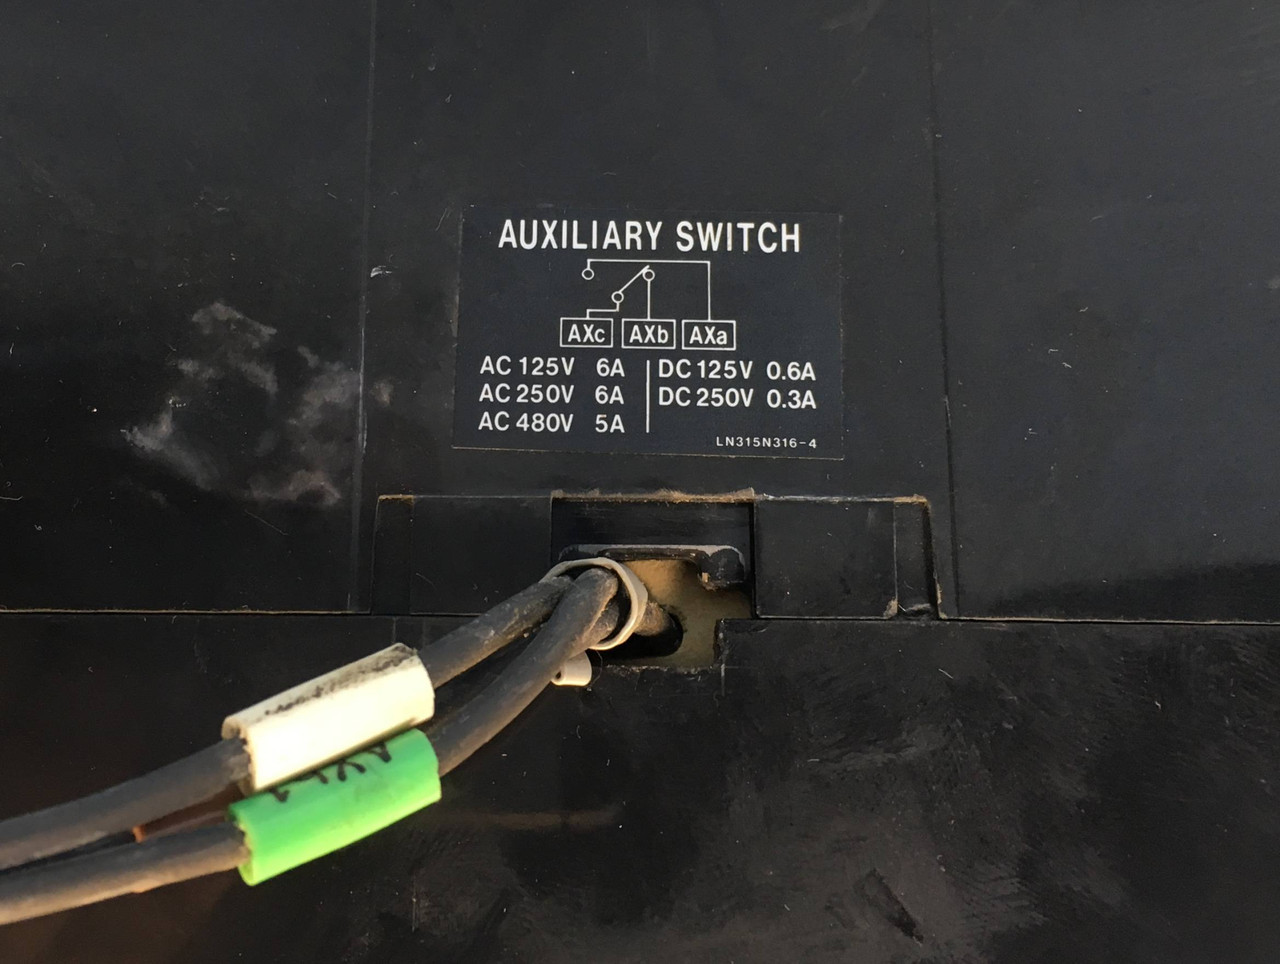 AUXILIARY SWITCH
AXc AXb AXa
AC 125V 6A DC 125V 0.6A
AC 250V 6A DC 250V 0.3A
AC 480V 5A
LN315N316-4